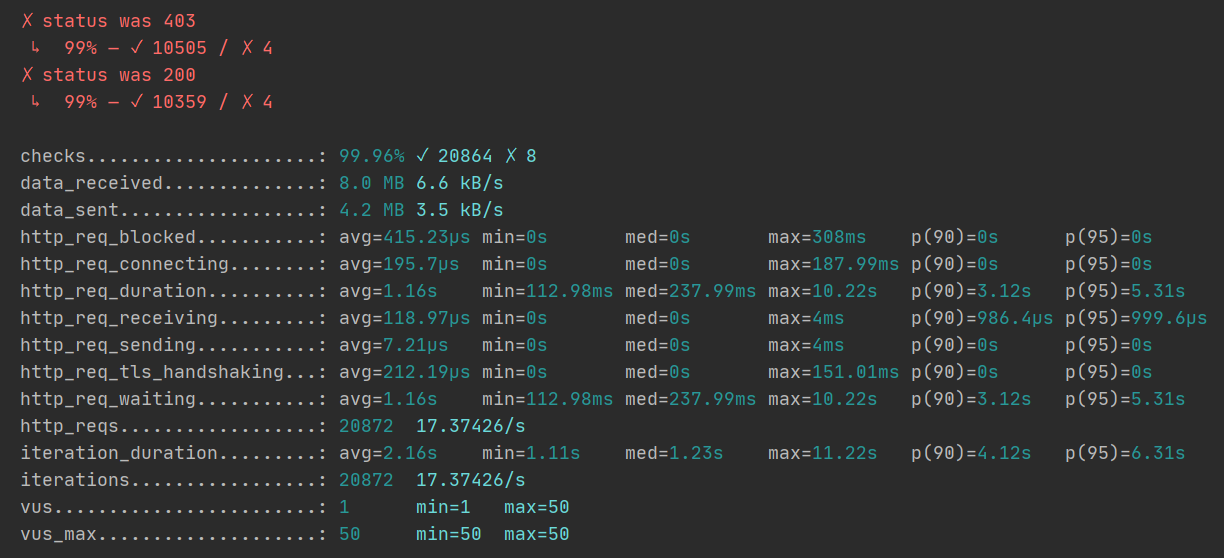 ✗ status was 403
↳ 99% — ✓ 10505 / ✗ 4
✗ status was 200
↳ 99% — ✓ 10359 / ✗ 4
checks.....................: 99.96% ✓ 20864 ✗ 8
data_received..............: 8.0 MB 6.6 kB/s
data_sent..................: 4.2 MB 3.5 kB/s
http_req_blocked...........: avg=415.23µs min=0s med=0s max=308ms p(90)=0s p(95)=0s
http_req_connecting........: avg=195.7µs min=0s med=0s max=187.99ms p(90)=0s p(95)=0s
http_req_duration..........: avg=1.16s min=112.98ms med=237.99ms max=10.22s p(90)=3.12s p(95)=5.31s
http_req_receiving.........: avg=118.97µs min=0s med=0s max=4ms p(90)=986.4µs p(95)=999.6µs
http_req_sending...........: avg=7.21µs min=0s med=0s max=4ms p(90)=0s p(95)=0s
http_req_tls_handshaking...: avg=212.19µs min=0s med=0s max=151.01ms p(90)=0s p(95)=0s
http_req_waiting...........: avg=1.16s min=112.98ms med=237.99ms max=10.22s p(90)=3.12s p(95)=5.31s
http_reqs..................: 20872 17.37426/s
iteration_duration.........: avg=2.16s min=1.11s med=1.23s max=11.22s p(90)=4.12s p(95)=6.31s
iterations.................: 20872 17.37426/s
vus........................: 1 min=1 max=50
vus_max....................: 50 min=50 max=50